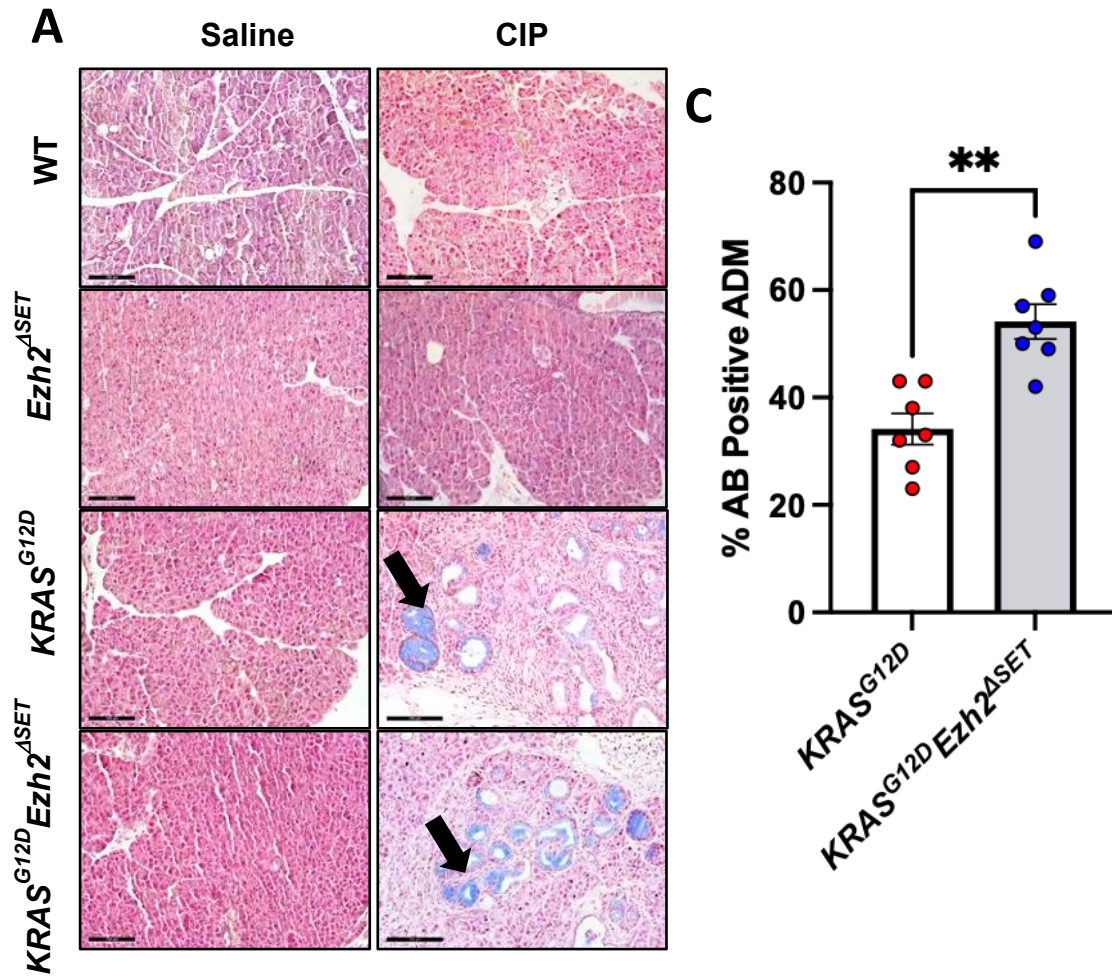 A
Saline
CIP
WT
Ezh2ΔSET
KRASG12D
KRASG12DEzh2ΔSET
C
**
% AB Positive ADM
80
60
40
20
0
KRASG12D
KRASG12DEzh2ΔSET